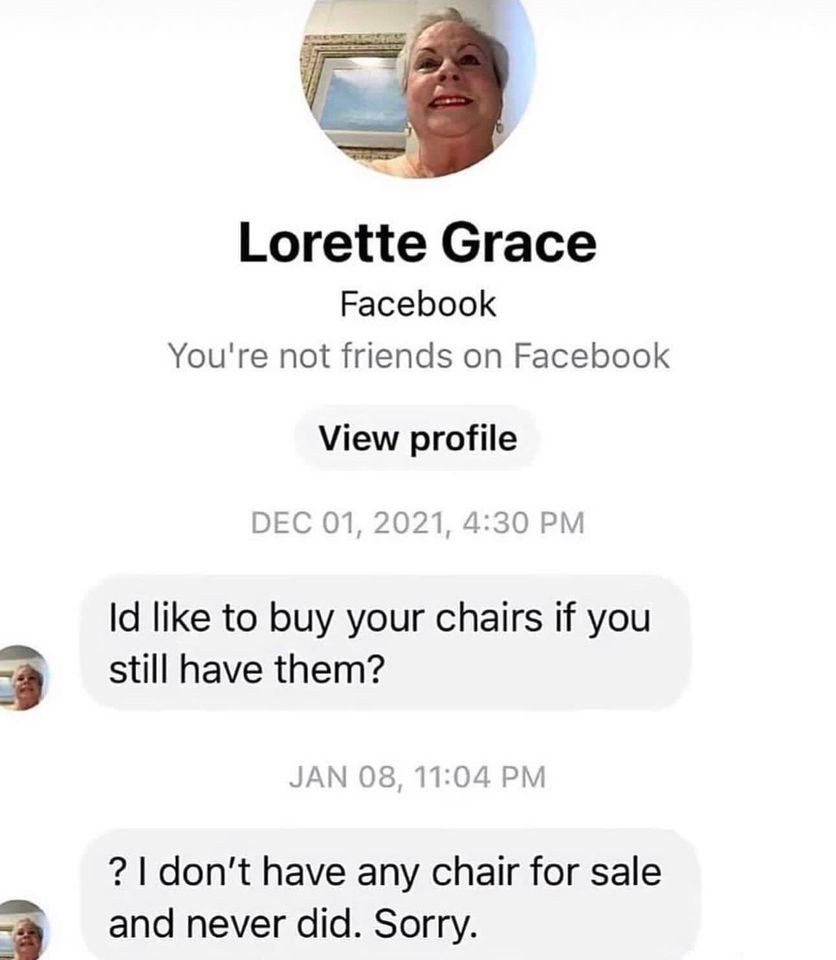 Lorette Grace
Facebook
You're not friends on Facebook
View profile
DEC 01, 2021, 4:30 PM
Id like to buy your chairs if you
still have them?
JAN 08, 11:04 PM
? I don't have any chair for sale
and never did. Sorry.